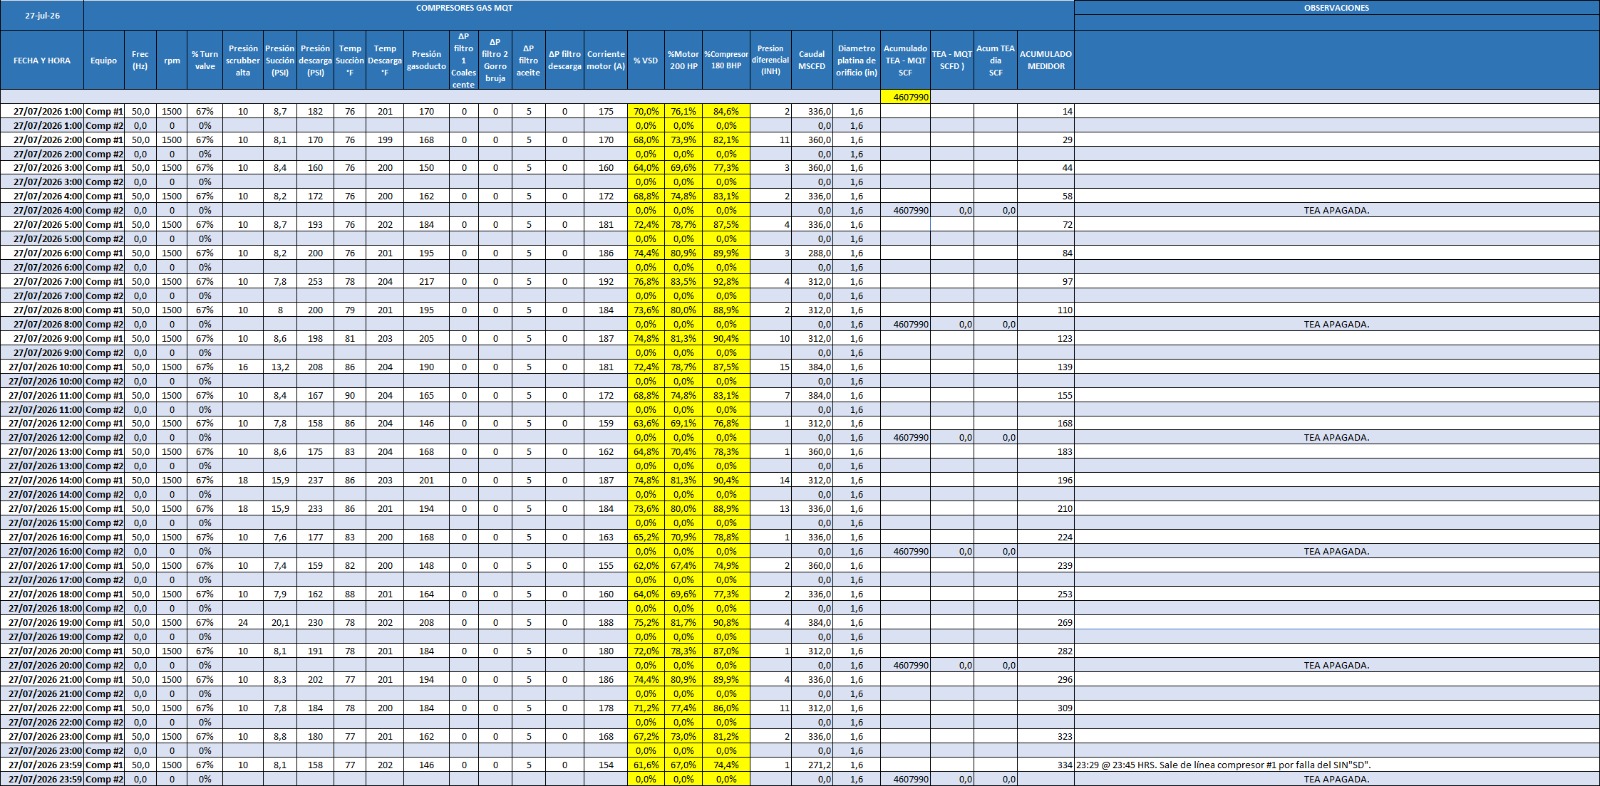 27-jul-26 COMPRESORES GAS MQT OBSERVACIONES
FECHA Y HORA Equipo Frec (Hz) rpm % Turn valve Presión scrubber alta Presión Succión (PSI) Presión descarga (PSI) Temp Succión °F Temp Descarga °F Presión gasoducto ΔP filtro 1 Coalescente ΔP filtro 2 Gorro bruja ΔP filtro aceite ΔP filtro descarga Corriente motor (A) % VSD %Motor 200 HP %Compresor 180 BHP Presion diferencial (INH) Caudal MSCFD Diametro platina de orificio (in) Acumulado TEA - MQT SCF TEA - MQT SCFD ) Acum TEA dia SCF ACUMULADO MEDIDOR
4607990
27/07/2026 1:00 Comp #1 50,0 1500 67% 10 8,7 182 76 201 170 0 0 5 0 175 70,0% 76,1% 84,6% 2 336,0 1,6 14
27/07/2026 1:00 Comp #2 0,0 0 0% 0,0% 0,0% 0,0% 0,0 1,6
27/07/2026 2:00 Comp #1 50,0 1500 67% 10 8,1 170 76 199 168 0 0 5 0 170 68,0% 73,9% 82,1% 11 360,0 1,6 29
27/07/2026 2:00 Comp #2 0,0 0 0% 0,0% 0,0% 0,0% 0,0 1,6
27/07/2026 3:00 Comp #1 50,0 1500 67% 10 8,4 160 76 200 150 0 0 5 0 160 64,0% 69,6% 77,3% 3 360,0 1,6 44
27/07/2026 3:00 Comp #2 0,0 0 0% 0,0% 0,0% 0,0% 0,0 1,6
27/07/2026 4:00 Comp #1 50,0 1500 67% 10 8,2 172 76 200 162 0 0 5 0 172 68,8% 74,8% 83,1% 2 336,0 1,6 58
27/07/2026 4:00 Comp #2 0,0 0 0% 0,0% 0,0% 0,0% 0,0 1,6 4607990 0,0 0,0 TEA APAGADA.
27/07/2026 5:00 Comp #1 50,0 1500 67% 10 8,7 193 76 202 184 0 0 5 0 181 72,4% 78,7% 87,5% 4 336,0 1,6 72
27/07/2026 5:00 Comp #2 0,0 0 0% 0,0% 0,0% 0,0% 0,0 1,6
27/07/2026 6:00 Comp #1 50,0 1500 67% 10 8,2 200 76 201 195 0 0 5 0 186 74,4% 80,9% 89,9% 3 288,0 1,6 84
27/07/2026 6:00 Comp #2 0,0 0 0% 0,0% 0,0% 0,0% 0,0 1,6
27/07/2026 7:00 Comp #1 50,0 1500 67% 10 7,8 253 78 204 217 0 0 5 0 192 76,8% 83,5% 92,8% 4 312,0 1,6 97
27/07/2026 7:00 Comp #2 0,0 0 0% 0,0% 0,0% 0,0% 0,0 1,6
27/07/2026 8:00 Comp #1 50,0 1500 67% 10 8 200 79 201 195 0 0 5 0 184 73,6% 80,0% 88,9% 2 312,0 1,6 110
27/07/2026 8:00 Comp #2 0,0 0 0% 0,0% 0,0% 0,0% 0,0 1,6 4607990 0,0 0,0 TEA APAGADA.
27/07/2026 9:00 Comp #1 50,0 1500 67% 10 8,6 198 81 203 205 0 0 5 0 187 74,8% 81,3% 90,4% 10 312,0 1,6 123
27/07/2026 9:00 Comp #2 0,0 0 0% 0,0% 0,0% 0,0% 0,0 1,6
27/07/2026 10:00 Comp #1 50,0 1500 67% 16 13,2 208 86 204 190 0 0 5 0 181 72,4% 78,7% 87,5% 15 384,0 1,6 139
27/07/2026 10:00 Comp #2 0,0 0 0% 0,0% 0,0% 0,0% 0,0 1,6
27/07/2026 11:00 Comp #1 50,0 1500 67% 10 8,4 167 90 204 165 0 0 5 0 172 68,8% 74,8% 83,1% 7 384,0 1,6 155
27/07/2026 11:00 Comp #2 0,0 0 0% 0,0% 0,0% 0,0% 0,0 1,6
27/07/2026 12:00 Comp #1 50,0 1500 67% 10 7,8 158 86 204 146 0 0 5 0 159 63,6% 69,1% 76,8% 1 312,0 1,6 168
27/07/2026 12:00 Comp #2 0,0 0 0% 0,0% 0,0% 0,0% 0,0 1,6 4607990 0,0 0,0 TEA APAGADA.
27/07/2026 13:00 Comp #1 50,0 1500 67% 10 8,6 175 83 204 168 0 0 5 0 162 64,8% 70,4% 78,3% 1 360,0 1,6 183
27/07/2026 13:00 Comp #2 0,0 0 0% 0,0% 0,0% 0,0% 0,0 1,6
27/07/2026 14:00 Comp #1 50,0 1500 67% 18 15,9 237 86 203 201 0 0 5 0 187 74,8% 81,3% 90,4% 14 312,0 1,6 196
27/07/2026 14:00 Comp #2 0,0 0 0% 0,0% 0,0% 0,0% 0,0 1,6
27/07/2026 15:00 Comp #1 50,0 1500 67% 18 15,9 233 86 201 194 0 0 5 0 184 73,6% 80,0% 88,9% 13 336,0 1,6 210
27/07/2026 15:00 Comp #2 0,0 0 0% 0,0% 0,0% 0,0% 0,0 1,6
27/07/2026 16:00 Comp #1 50,0 1500 67% 10 7,6 177 83 200 168 0 0 5 0 163 65,2% 70,9% 78,8% 1 336,0 1,6 224
27/07/2026 16:00 Comp #2 0,0 0 0% 0,0% 0,0% 0,0% 0,0 1,6 4607990 0,0 0,0 TEA APAGADA.
27/07/2026 17:00 Comp #1 50,0 1500 67% 10 7,4 159 82 200 148 0 0 5 0 155 62,0% 67,4% 74,9% 2 360,0 1,6 239
27/07/2026 17:00 Comp #2 0,0 0 0% 0,0% 0,0% 0,0% 0,0 1,6
27/07/2026 18:00 Comp #1 50,0 1500 67% 10 7,9 162 88 201 164 0 0 5 0 160 64,0% 69,6% 77,3% 2 336,0 1,6 253
27/07/2026 18:00 Comp #2 0,0 0 0% 0,0% 0,0% 0,0% 0,0 1,6
27/07/2026 19:00 Comp #1 50,0 1500 67% 24 20,1 230 78 202 208 0 0 5 0 188 75,2% 81,7% 90,8% 4 384,0 1,6 269
27/07/2026 19:00 Comp #2 0,0 0 0% 0,0% 0,0% 0,0% 0,0 1,6
27/07/2026 20:00 Comp #1 50,0 1500 67% 10 8,1 191 78 201 184 0 0 5 0 180 72,0% 78,3% 87,0% 1 312,0 1,6 282
27/07/2026 20:00 Comp #2 0,0 0 0% 0,0% 0,0% 0,0% 0,0 1,6 4607990 0,0 0,0 TEA APAGADA.
27/07/2026 21:00 Comp #1 50,0 1500 67% 10 8,3 202 77 201 194 0 0 5 0 186 74,4% 80,9% 89,9% 4 336,0 1,6 296
27/07/2026 21:00 Comp #2 0,0 0 0% 0,0% 0,0% 0,0% 0,0 1,6
27/07/2026 22:00 Comp #1 50,0 1500 67% 10 7,8 184 78 200 184 0 0 5 0 178 71,2% 77,4% 86,0% 11 312,0 1,6 309
27/07/2026 22:00 Comp #2 0,0 0 0% 0,0% 0,0% 0,0% 0,0 1,6
27/07/2026 23:00 Comp #1 50,0 1500 67% 10 8,8 180 77 201 162 0 0 5 0 168 67,2% 73,0% 81,2% 2 336,0 1,6 323
27/07/2026 23:00 Comp #2 0,0 0 0% 0,0% 0,0% 0,0% 0,0 1,6
27/07/2026 23:59 Comp #1 50,0 1500 67% 10 8,1 158 77 202 146 0 0 5 0 154 61,6% 67,0% 74,4% 1 271,2 1,6 334 23:29 @ 23:45 HRS. Sale de línea compresor #1 por falla del SIN"SD".
27/07/2026 23:59 Comp #2 0,0 0 0% 0,0% 0,0% 0,0% 0,0 1,6 4607990 0,0 0,0 TEA APAGADA.